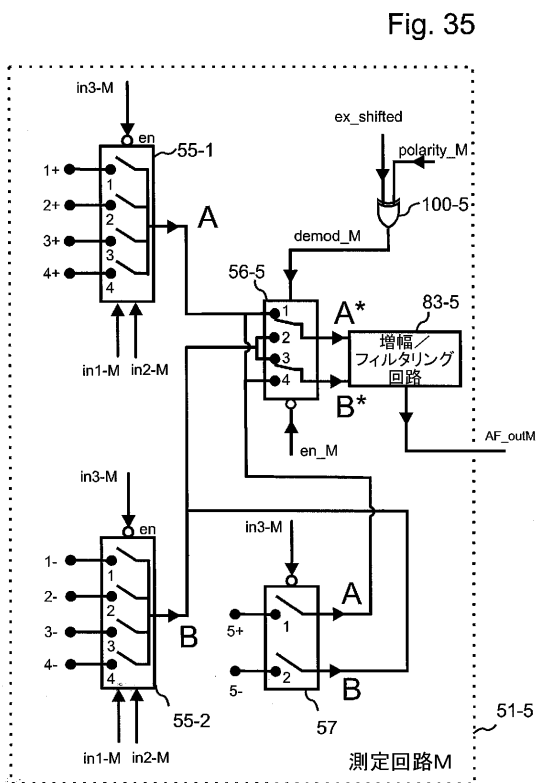 Fig. 35
in3-M
en
55-1
1+
2+
3+
4+
1
2
3
4
A
in1-M
in2-M
ex_shifted
polarity_M
100-5
demod_M
56-5
1
2
3
4
A*
B*
83-5
増幅／
フィルタリング
回路
AF_outM
en_M
in3-M
en
1-
2-
3-
4-
1
2
3
4
B
55-2
in1-M
in2-M
in3-M
5+
5-
1
2
A
B
57
51-5
測定回路M